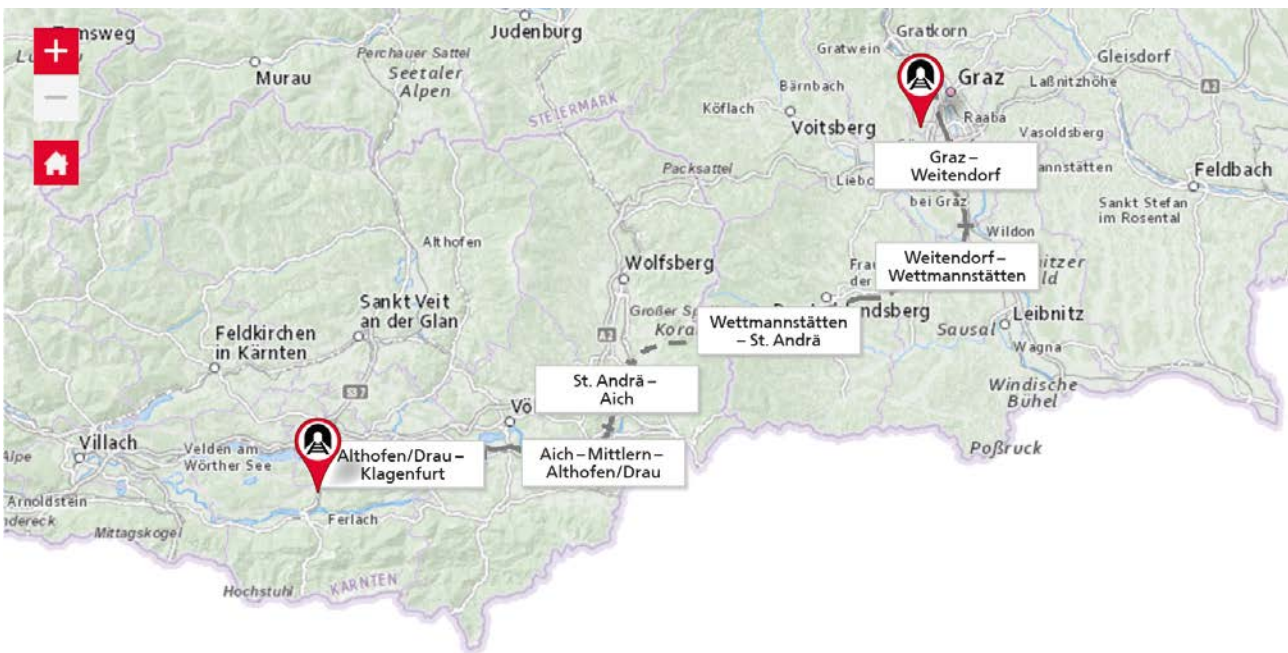 Judenburg
Gratkorn
Murau
Perchauer Sattel
Seetaler
Alpen
Gratwein
Gleisdorf
STEIERMARK
Bärnbach
Graz
Laßnitzhöhe
A2
Köflach
Voitsberg
Raaba
Vasoldsberg
Graz –
Weitendorf
Packsattel
Feldbach
bei Graz
Sankt Stefan
im Rosental
Althofen
Wildon
Wolfsberg
Weitendorf –
Wettmannstätten
Sankt Veit
an der Glan
Feldkirchen
in Kärnten
A2
Wettmannstätten
– St. Andrä
Sausal
Leibnitz
Wagna
St. Andrä –
Aich
Windische
Bühel
S37
Villach
Velden am
Wörther See
Althofen/Drau –
Klagenfurt
Aich – Mittlern –
Althofen/Drau
Poßruck
Arnoldstein
Mittagskogel
Ferlach
Hochstuhl
KÄRNTEN